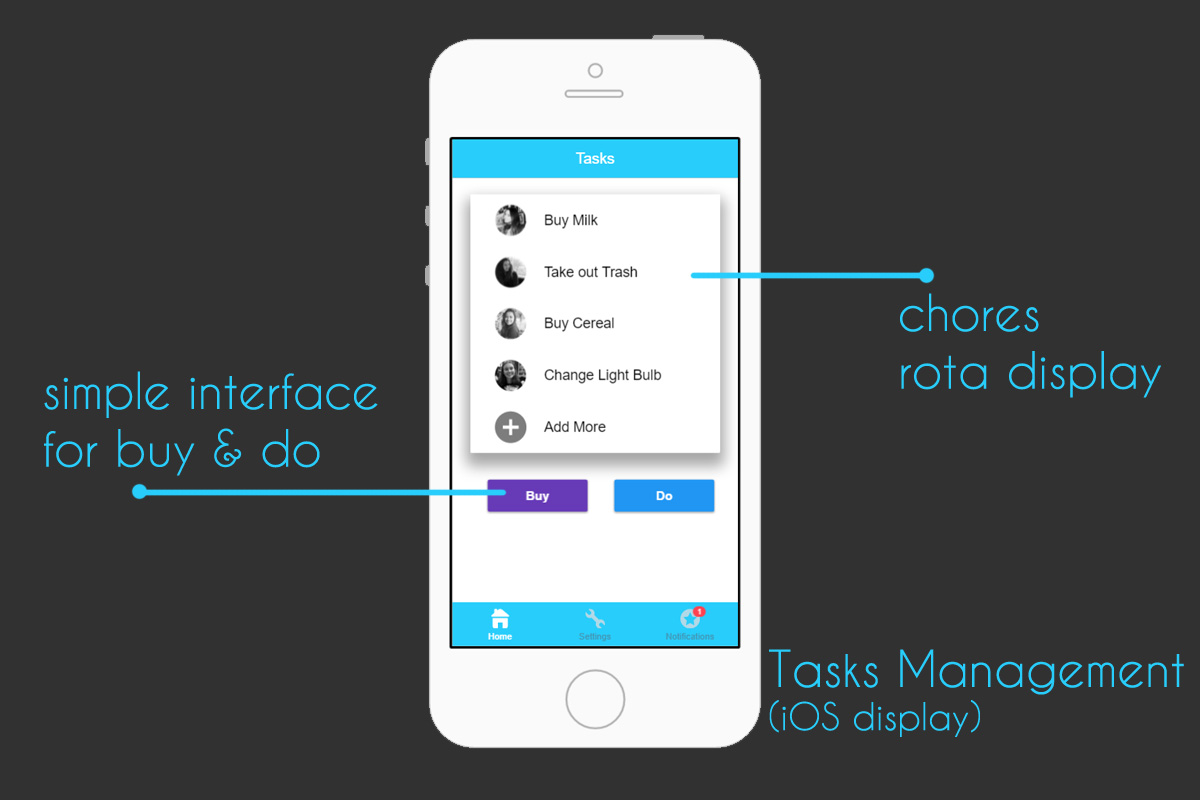 Tasks
Buy Milk
Take out Trash
Buy Cereal
Change Light Bulb
Add More
Buy
Do
Home
Settings
1
Notifications
simple interface
for buy & do
chores
rota display
Tasks Management
(iOS display)